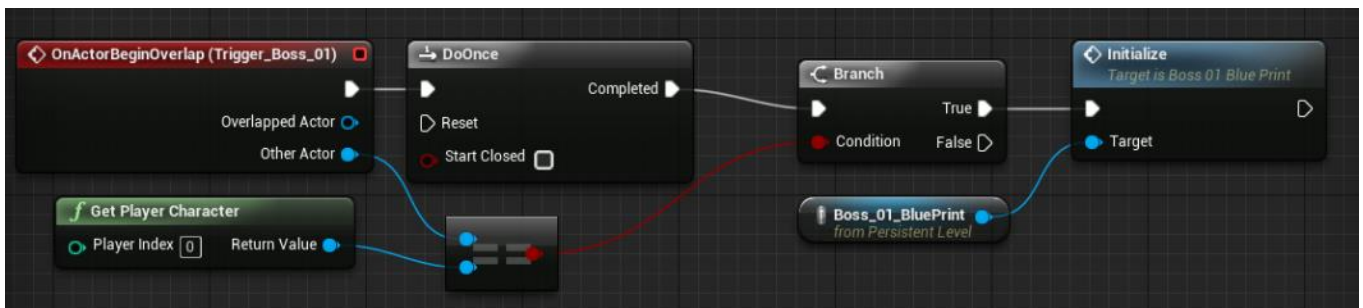 OnActorBeginOverlap (Trigger_Boss_01)
Overlapped Actor
Other Actor
DoOnce
Completed
Reset
Start Closed
Branch
True
Condition
False
Initialize
Target is Boss 01 Blue Print
Target
f Get Player Character
Player Index 0
Return Value
==
Boss_01_BluePrint
from Persistent Level